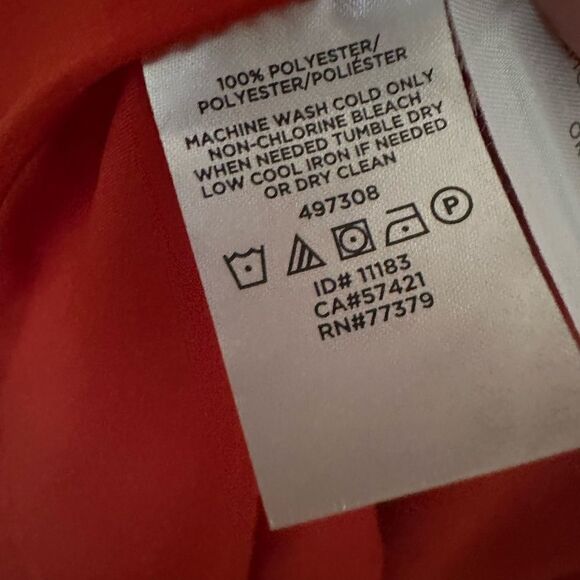 100% POLYESTER/
POLYESTER/POLIÉSTER
MACHINE WASH COLD ONLY
NON-CHLORINE BLEACH
WHEN NEEDED TUMBLE DRY
LOW COOL IRON IF NEEDED
OR DRY CLEAN
497308
P
ID# 11183
CA#57421
RN#77379